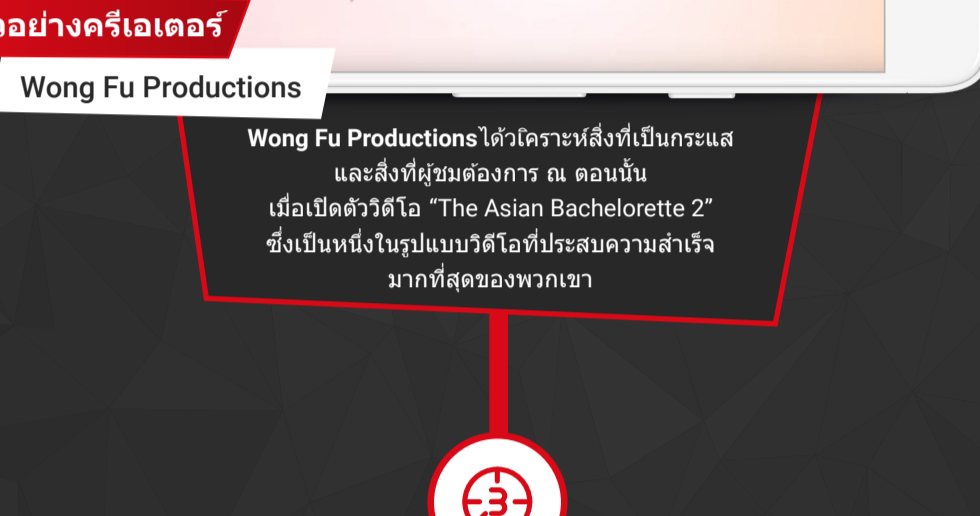 ตัวอย่างครีเอเตอร์
Wong Fu Productions
Wong Fu Productionsได้วเิคราะห์สิ่งที่เป็นกระแส
และสิ่งที่ผู้ชมต้องการ ณ ตอนนั้น
เมื่อเปิดตัววิดีโอ “The Asian Bachelorette 2”
ซึ่งเป็นหนึ่งในรูปแบบวิดีโอที่ประสบความสำเร็จ
มากที่สุดของพวกเขา
3